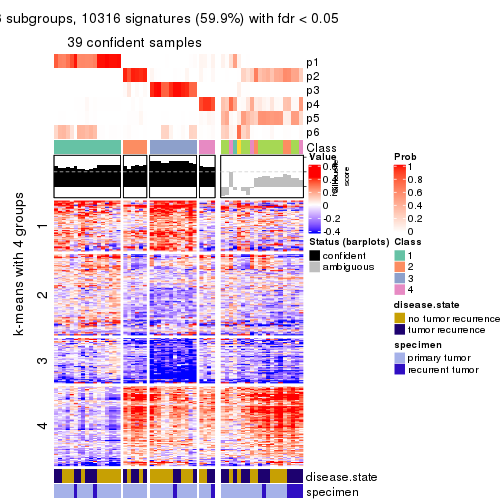 subgroups, 10316 signatures (59.9%) with fdr < 0.05
39 confident samples
p1
p2
p3
p4
p5
p6
Class
k-means with 4 groups
1
2
3
4
Value
0.4
0.2
0
-0.2
-0.4
score
Prob
1
0.8
0.6
0.4
0.2
0
Status (barplots)
confident
ambiguous
Class
1
2
3
4
disease.state
no tumor recurrence
tumor recurrence
specimen
primary tumor
recurrent tumor
disease.state
specimen